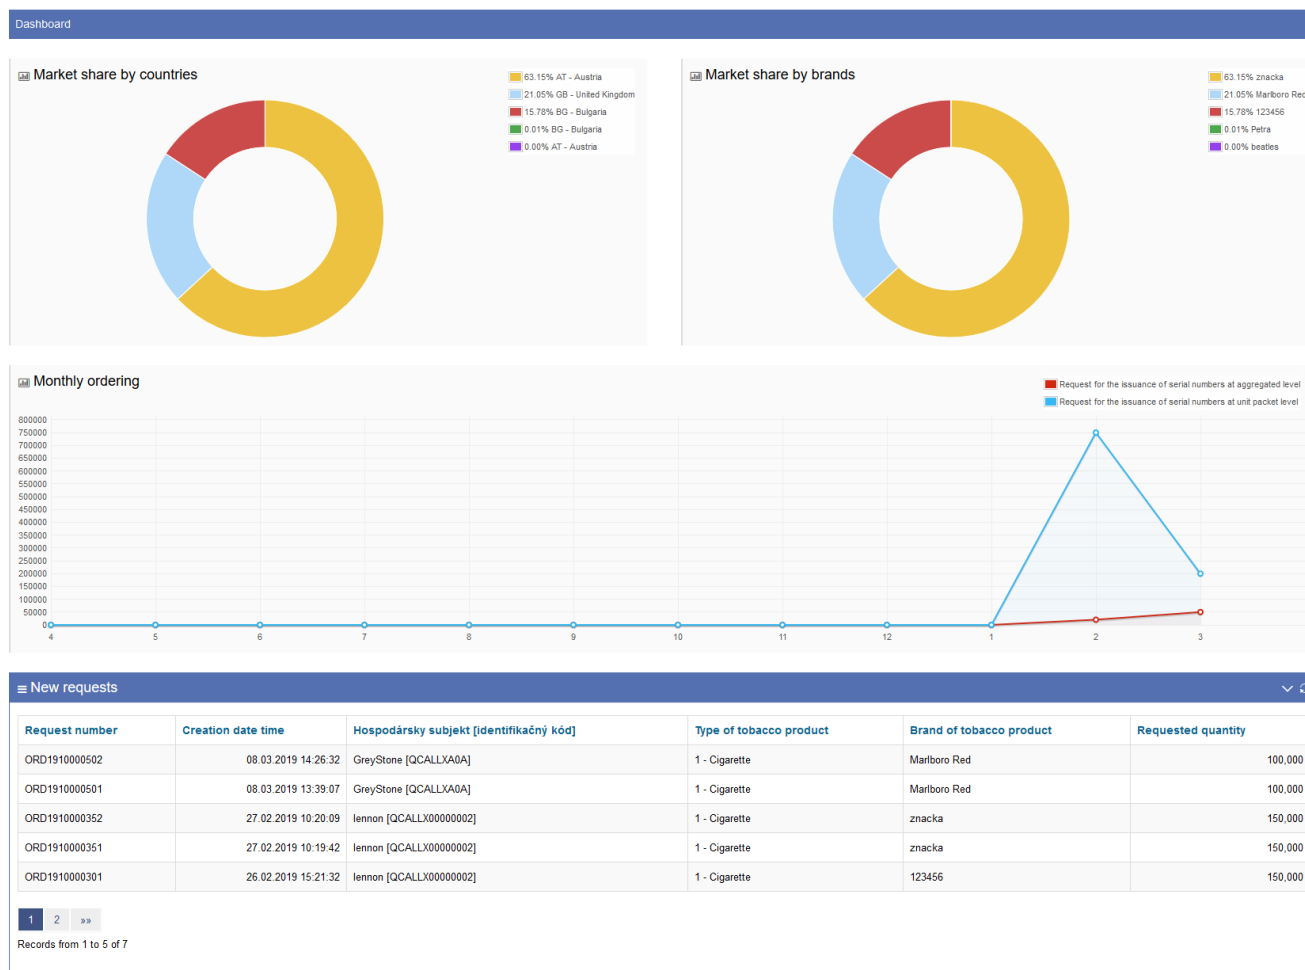 Dashboard
Market share by countries
63.15% AT - Austria
21.05% GB - United Kingdom
15.78% BG - Bulgaria
0.01% BG - Bulgaria
0.00% AT - Austria
Market share by brands
63.15% znacka
21.05% Marlboro Red
15.78% 123456
0.01% Petra
0.00% beatles
Monthly ordering
Request for the issuance of serial numbers at aggregated level
Request for the issuance of serial numbers at unit packet level
800000
750000
700000
650000
600000
550000
500000
450000
400000
350000
300000
250000
200000
150000
100000
50000
0
4 5 6 7 8 9 10 11 12 1 2 3
New requests
Request number Creation date time Hospodársky subjekt [identifikačný kód] Type of tobacco product Brand of tobacco product Requested quantity
ORD1910000502 08.03.2019 14:26:32 GreyStone [QCALLXA0A] 1 - Cigarette Marlboro Red 100,000
ORD1910000501 08.03.2019 13:39:07 GreyStone [QCALLXA0A] 1 - Cigarette Marlboro Red 100,000
ORD1910000352 27.02.2019 10:20:09 lennon [QCALLX00000002] 1 - Cigarette znacka 150,000
ORD1910000351 27.02.2019 10:19:42 lennon [QCALLX00000002] 1 - Cigarette znacka 150,000
ORD1910000301 26.02.2019 15:21:32 lennon [QCALLX00000002] 1 - Cigarette 123456 150,000
1 2 »»
Records from 1 to 5 of 7